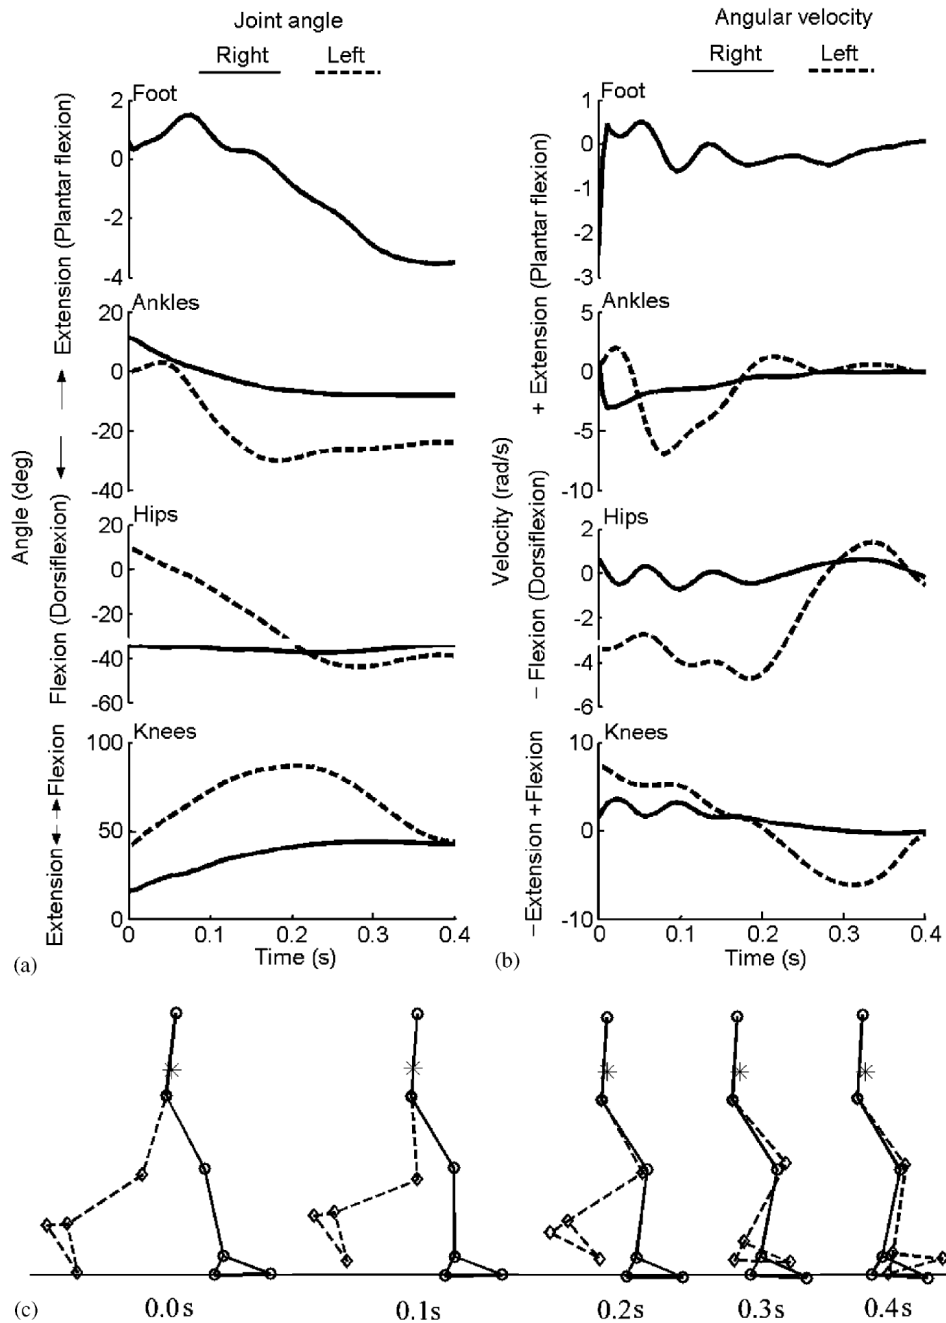 Joint angle
Right Left
Foot
2
0
-2
-4
Ankles
20
0
-20
-40
Hips
20
0
-20
-40
-60
Knees
100
50
0
0 0.1 0.2 0.3 0.4
Time (s)
Angle (deg)
Extension (Plantar flexion)
Flexion (Dorsiflexion)
Extension Flexion
(a)
Angular velocity
Right Left
Foot
1
0
-1
-2
-3
Ankles
5
0
-5
-10
Hips
2
0
2
-4
-6
Knees
10
0
-10
0 0.1 0.2 0.3 0.4
Time (s)
Velocity (rad/s)
+ Extension (Plantar flexion)
− Flexion (Dorsiflexion)
−Extension +Flexion
(b)
(c) 0.0s 0.1s 0.2s 0.3s 0.4s